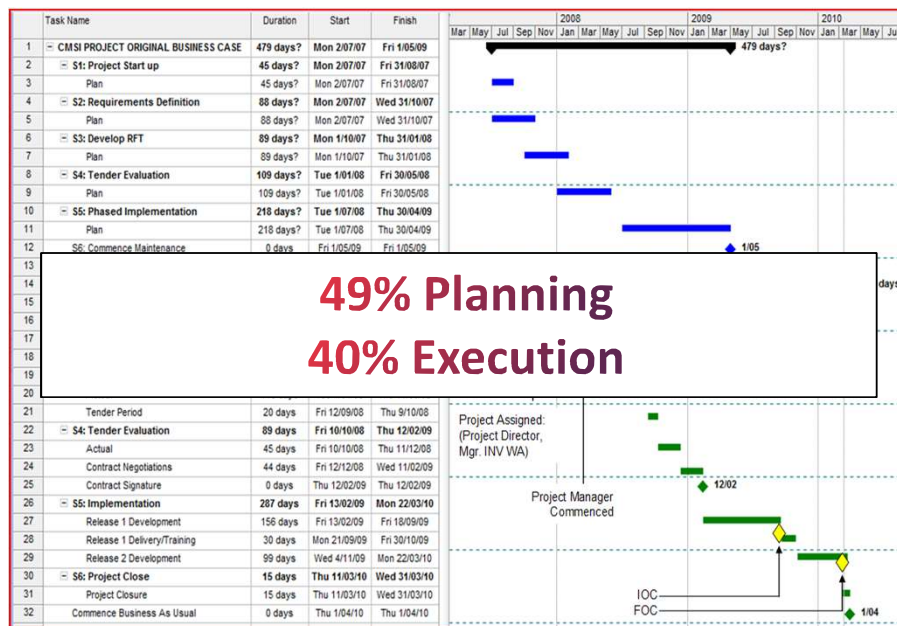 Task Name Duration Start Finish 2008 2009 2010
Mar May Jul Sep Nov Jan Mar May Jul Sep Nov Jan Mar May Jul Sep Nov Jan Mar May Ju
1 CMSI PROJECT ORIGINAL BUSINESS CASE 479 days? Mon 2/07/07 Fri 1/05/09 479 days?
2 S1: Project Start up 45 days? Mon 2/07/07 Fri 31/08/07
3 Plan 45 days? Mon 2/07/07 Fri 31/08/07
4 S2: Requirements Definition 88 days? Mon 2/07/07 Wed 31/10/07
5 Plan 88 days? Mon 2/07/07 Wed 31/10/07
6 S3: Develop RFT 89 days? Mon 1/10/07 Thu 31/01/08
7 Plan 89 days? Mon 1/10/07 Thu 31/01/08
8 S4: Tender Evaluation 109 days? Tue 1/01/08 Fri 30/05/08
9 Plan 109 days? Tue 1/01/08 Fri 30/05/08
10 S5: Phased Implementation 218 days? Tue 1/07/08 Thu 30/04/09
11 Plan 218 days? Tue 1/07/08 Thu 30/04/09
12 S6: Commence Maintenance 0 days Fri 1/05/09 Fri 1/05/09 1/05
13
14 days
15
16
17
18
19
20
49% Planning
40% Execution
21 Tender Period 20 days Fri 12/09/08 Thu 9/10/08
22 S4: Tender Evaluation 89 days Fri 10/10/08 Thu 12/02/09
23 Actual 45 days Fri 10/10/08 Thu 11/12/08
24 Contract Negotiations 44 days Fri 12/12/08 Wed 11/02/09
25 Contract Signature 0 days Thu 12/02/09 Thu 12/02/09 12/02
26 S5: Implementation 287 days Fri 13/02/09 Mon 22/03/10
27 Release 1 Development 156 days Fri 13/02/09 Fri 18/09/09
28 Release 1 Delivery/Training 30 days Mon 21/09/09 Fri 30/10/09
29 Release 2 Development 99 days Wed 4/11/09 Mon 22/03/10
30 S6: Project Close 15 days Thu 11/03/10 Wed 31/03/10
31 Project Closure 15 days Thu 11/03/10 Wed 31/03/10
32 Commence Business As Usual 0 days Thu 1/04/10 Thu 1/04/10 1/04
Project Assigned:
(Project Director,
Mgr. INV WA)
Project Manager
Commenced
IOC
FOC